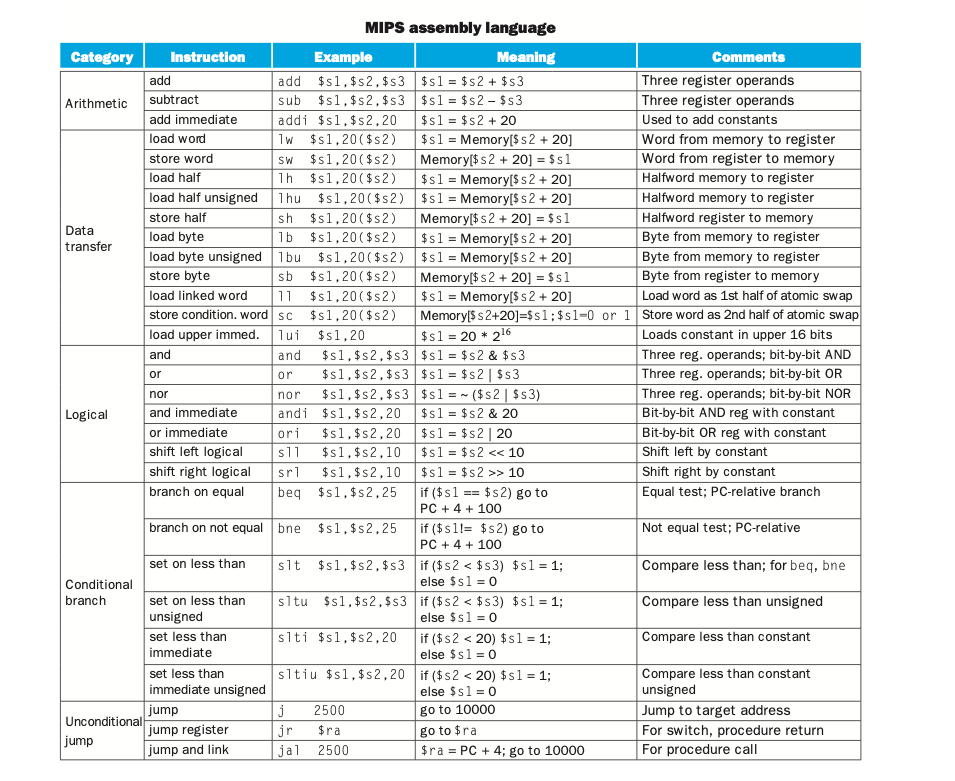 MIPS assembly language
Category Instruction Example Meaning Comments
Arithmetic
add add $s1,$s2,$s3 $s1 = $s2 + $s3 Three register operands
subtract sub $s1,$s2,$s3 $s1 = $s2 – $s3 Three register operands
add immediate addi $s1,$s2,20 $s1 = $s2 + 20 Used to add constants
Data
transfer
load word lw $s1,20($s2) $s1 = Memory[$s2 + 20] Word from memory to register
store word sw $s1,20($s2) Memory[$s2 + 20] = $s1 Word from register to memory
load half lh $s1,20($s2) $s1 = Memory[$s2 + 20] Halfword memory to register
load half unsigned lhu $s1,20($s2) $s1 = Memory[$s2 + 20] Halfword memory to register
store half sh $s1,20($s2) Memory[$s2 + 20] = $s1 Halfword register to memory
load byte lb $s1,20($s2) $s1 = Memory[$s2 + 20] Byte from memory to register
load byte unsigned lbu $s1,20($s2) $s1 = Memory[$s2 + 20] Byte from memory to register
store byte sb $s1,20($s2) Memory[$s2 + 20] = $s1 Byte from register to memory
load linked word ll $s1,20($s2) $s1 = Memory[$s2 + 20] Load word as 1st half of atomic swap
store condition. word sc $s1,20($s2) Memory[$s2+20]=$s1;$s1=0 or 1 Store word as 2nd half of atomic swap
load upper immed. lui $s1,20 $s1 = 20 * 2¹⁶ Loads constant in upper 16 bits
Logical
and and $s1,$s2,$s3 $s1 = $s2 & $s3 Three reg. operands; bit-by-bit AND
or or $s1,$s2,$s3 $s1 = $s2 | $s3 Three reg. operands; bit-by-bit OR
nor nor $s1,$s2,$s3 $s1 = ~ ($s2 | $s3) Three reg. operands; bit-by-bit NOR
and immediate andi $s1,$s2,20 $s1 = $s2 & 20 Bit-by-bit AND reg with constant
or immediate ori $s1,$s2,20 $s1 = $s2 | 20 Bit-by-bit OR reg with constant
shift left logical sll $s1,$s2,10 $s1 = $s2 << 10 Shift left by constant
shift right logical srl $s1,$s2,10 $s1 = $s2 >> 10 Shift right by constant
Conditional
branch
branch on equal beq $s1,$s2,25 if ($s1 == $s2) go to Equal test; PC-relative branch
PC + 4 + 100
branch on not equal bne $s1,$s2,25 if ($s1!= $s2) go to Not equal test; PC-relative
PC + 4 + 100
set on less than slt $s1,$s2,$s3 if ($s2 < $s3) $s1 = 1; Compare less than; for beq, bne
else $s1 = 0
set on less than sltu $s1,$s2,$s3 if ($s2 < $s3) $s1 = 1; Compare less than unsigned
unsigned else $s1 = 0
set less than slti $s1,$s2,20 if ($s2 < 20) $s1 = 1; Compare less than constant
immediate else $s1 = 0
set less than sltiu $s1,$s2,20 if ($s2 < 20) $s1 = 1; Compare less than constant
immediate unsigned else $s1 = 0 unsigned
Unconditional
jump
jump j 2500 go to 10000 Jump to target address
jump register jr $ra go to $ra For switch, procedure return
jump and link jal 2500 $ra = PC + 4; go to 10000 For procedure call